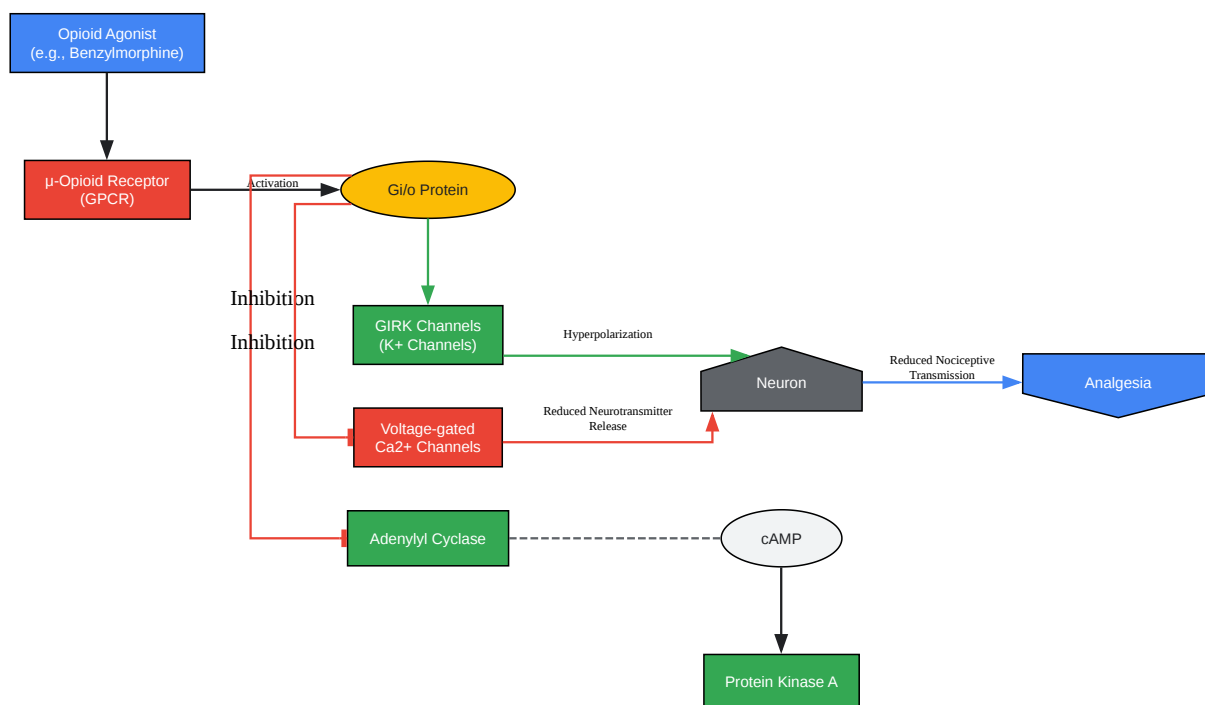 Opioid Agonist
(e.g., Benzylmorphine)
μ-Opioid Receptor
(GPCR)
Activation
Gi/o Protein
Inhibition
Inhibition
GIRK Channels
(K+ Channels)
Hyperpolarization
Neuron
Reduced Nociceptive
Transmission
Analgesia
Voltage-gated
Ca2+ Channels
Reduced Neurotransmitter
Release
Adenylyl Cyclase
cAMP
Protein Kinase A